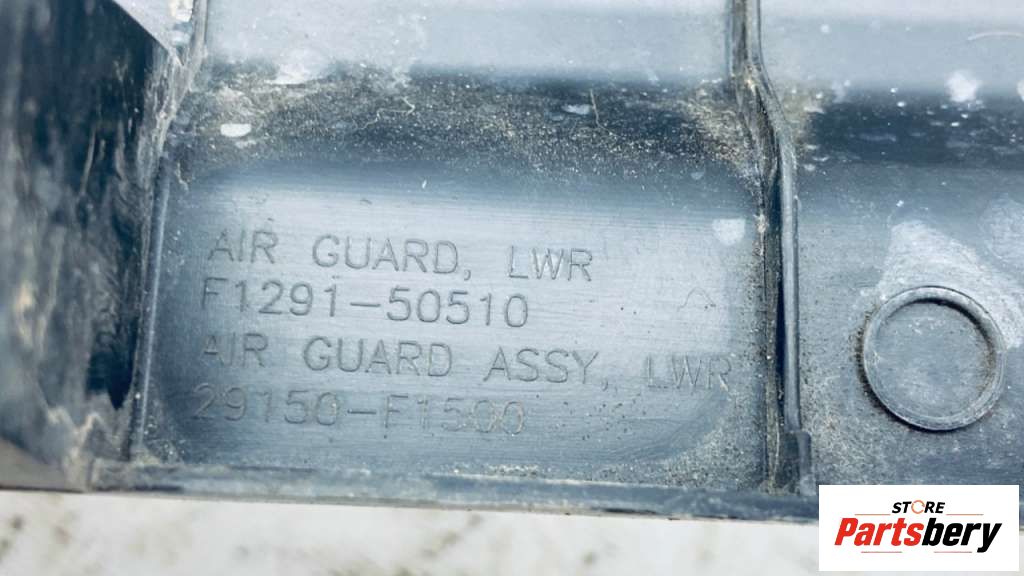 AIR GUARD, LWR
F1291-50510
AIR GUARD ASSY, LWR
29150-F1500
STORE
Partsbery